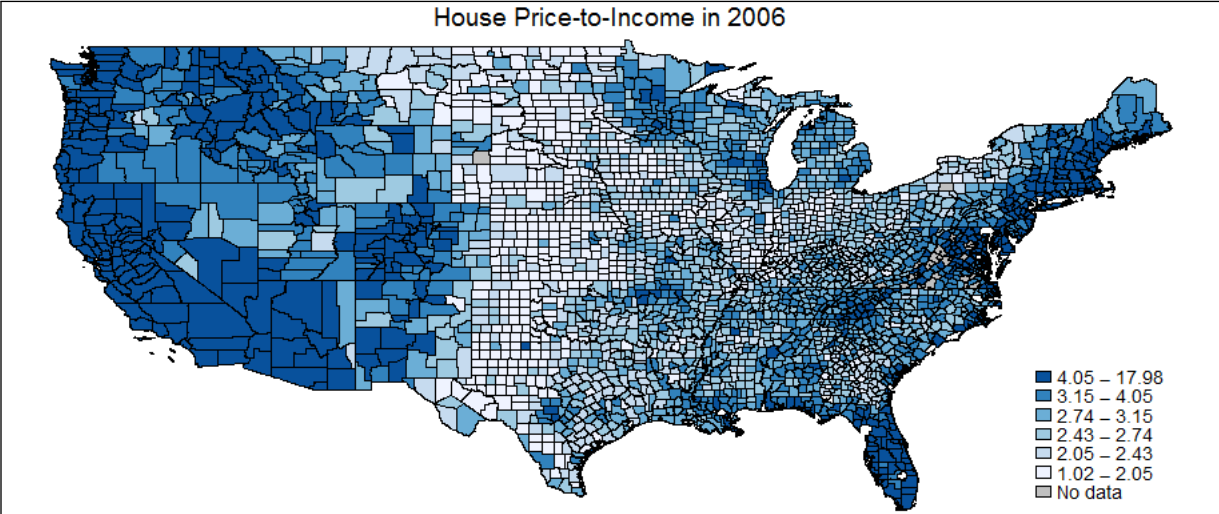 House Price-to-Income in 2006
4.05 – 17.98
3.15 – 4.05
2.74 – 3.15
2.43 – 2.74
2.05 – 2.43
1.02 – 2.05
No data